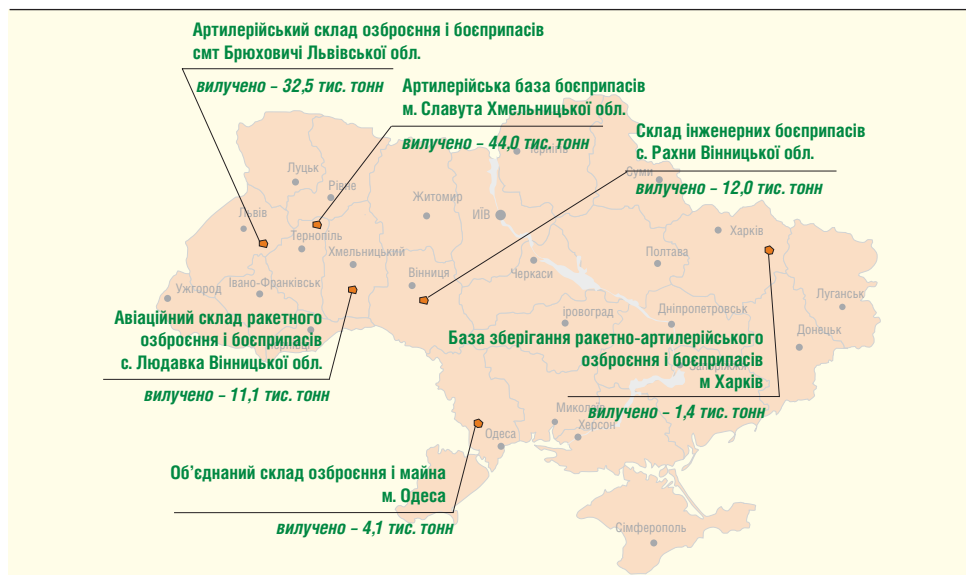 Артилерійський склад озброєння і боєприпасів
смт Брюховичі Львівської обл.
вилучено – 32,5 тис. тонн
Артилерійська база боєприпасів
м. Славута Хмельницької обл.
вилучено – 44,0 тис. тонн
Склад інженерних боєприпасів
с. Рахни Вінницької обл.
вилучено – 12,0 тис. тонн
Чернігів
Суми
Луцьк
Рівне
Житомир
ИЇВ
Львів
Тернопіль
Хмельницький
Харків
Полтава
Вінниця
Черкаси
Ужгород
Івано-Франківськ
Луганськ
Авіаційний склад ракетного
озброєння і боєприпасів
с. Людавка Вінницької обл.
вилучено – 11,1 тис. тонн
іровоград
Дніпропетровськ
Донецьк
База зберігання ракетно-артилерійського
озброєння і боєприпасів
м Харків
вилучено – 1,4 тис. тонн
Миколаїв
Херсон
Одеса
Об’єднаний склад озброєння і майна
м. Одеса
вилучено – 4,1 тис. тонн
Сімферополь